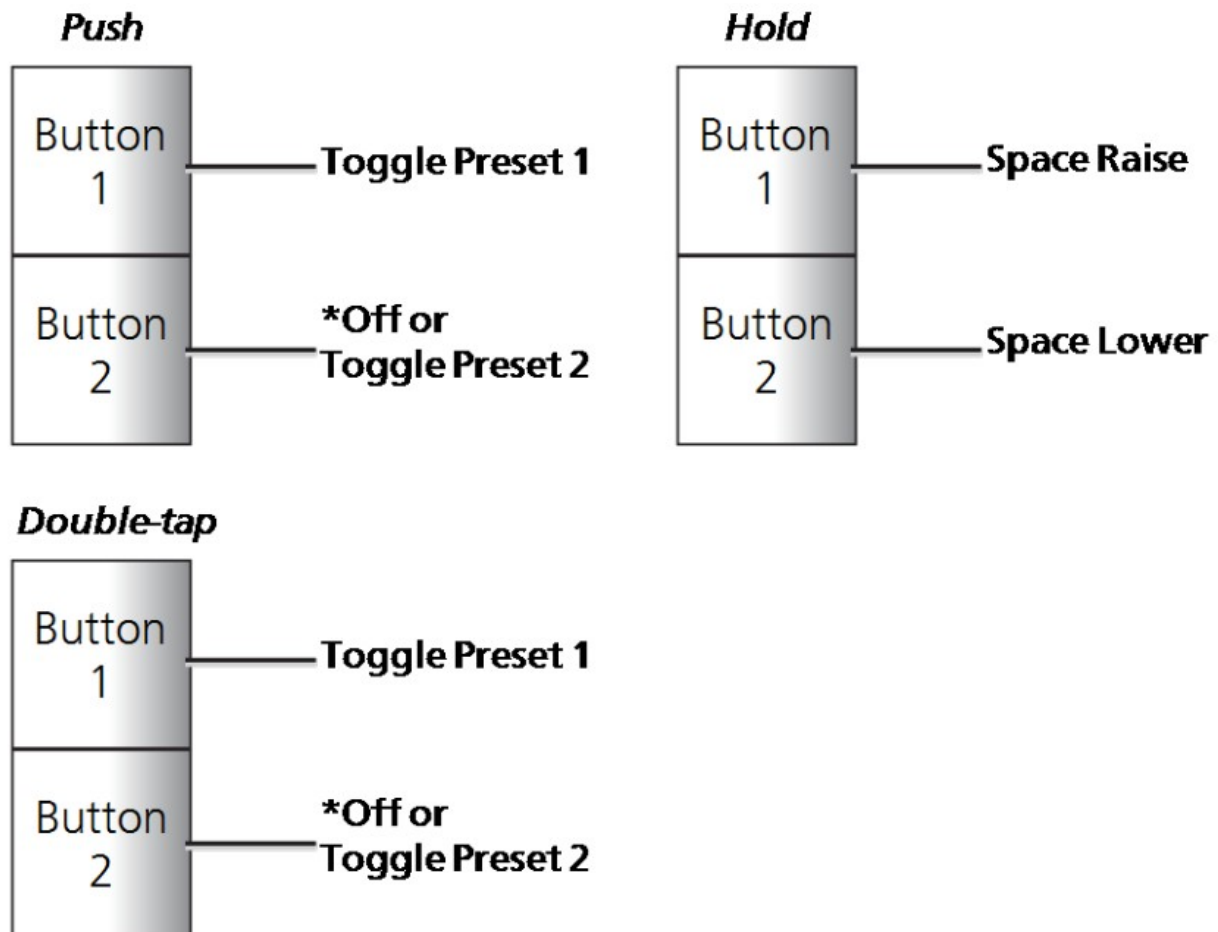 Push
Button
1
Toggle Preset 1
Button
2
*Off or
Toggle Preset 2
Hold
Button
1
Space Raise
Button
2
Space Lower
Double-tap
Button
1
Toggle Preset 1
Button
2
*Off or
Toggle Preset 2